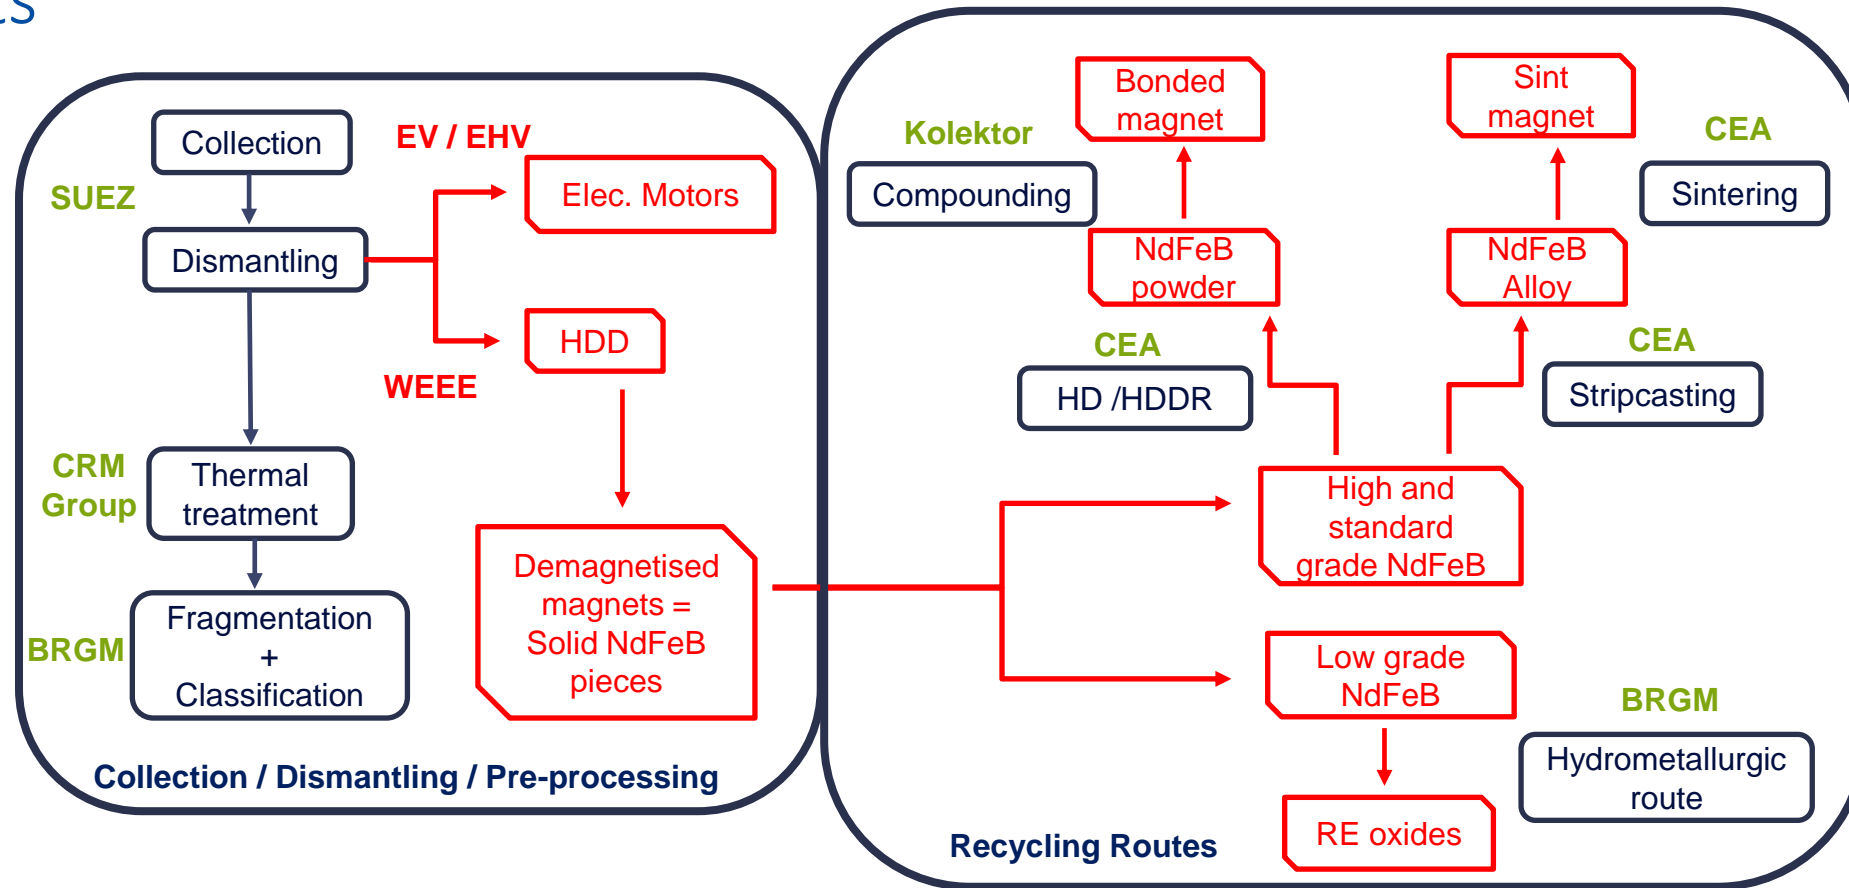 Collection
EV / EHV
SUEZ
Elec. Motors
Dismantling
HDD
WEEE
CRM
Group
Thermal
treatment
Demagnetised
magnets =
Solid NdFeB
pieces
BRGM
Fragmentation
+
Classification
Collection / Dismantling / Pre-processing
Bonded
magnet
Sint
magnet
Kolektor
CEA
Compounding
Sintering
NdFeB
powder
NdFeB
Alloy
CEA
HD /HDDR
CEA
Stripcasting
High and
standard
grade NdFeB
Low grade
NdFeB
BRGM
Hydrometallurgic
route
RE oxides
Recycling Routes